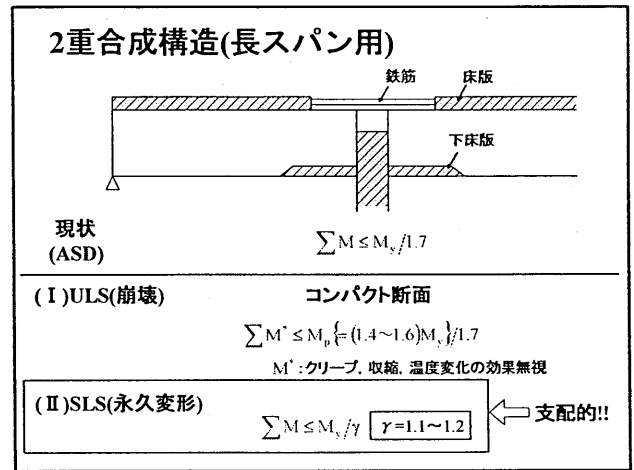 2重合成構造(長スパン用)
鉄筋
床版
下床版
現状
(ASD)
∑M ≤ My/1.7
(Ⅰ)ULS(崩壊)
コンパクト断面
∑M* ≤ Mp{=(1.4~1.6)My}/1.7
M*:クリープ, 収縮, 温度変化の効果無視
(Ⅱ)SLS(永久変形)
∑M ≤ My/γ γ=1.1~1.2
支配的!!